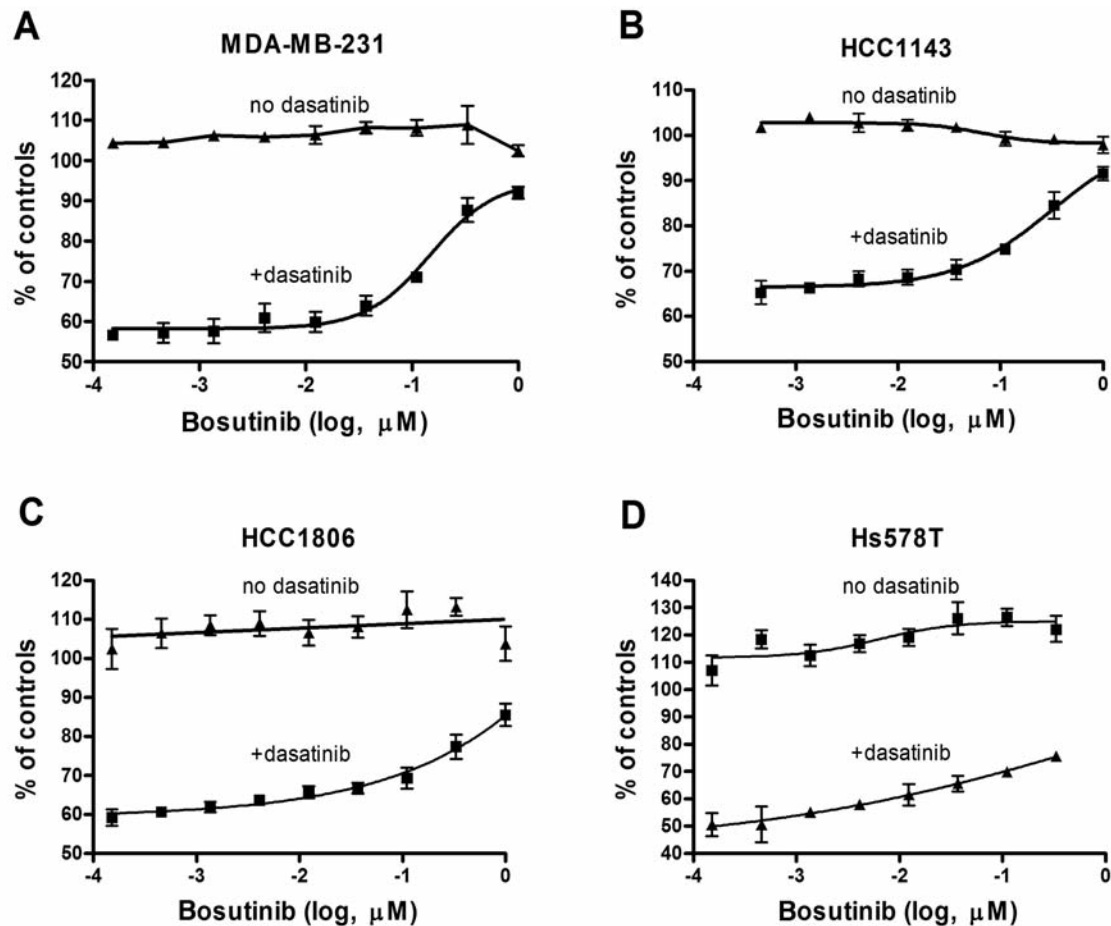 A
MDA-MB-231
% of controls
120
110
100
90
80
70
60
50
no dasatinib
+dasatinib
-4 -3 -2 -1 0
Bosutinib (log, μM)
B
HCC1143
% of controls
120
110
100
90
80
70
60
50
no dasatinib
+dasatinib
-4 -3 -2 -1 0
Bosutinib (log, μM)
C
HCC1806
% of controls
120
110
100
90
80
70
60
50
no dasatinib
+dasatinib
-4 -3 -2 -1 0
Bosutinib (log, μM)
D
Hs578T
% of controls
140
130
120
110
100
90
80
70
60
50
40
no dasatinib
+dasatinib
-4 -3 -2 -1 0
Bosutinib (log, μM)